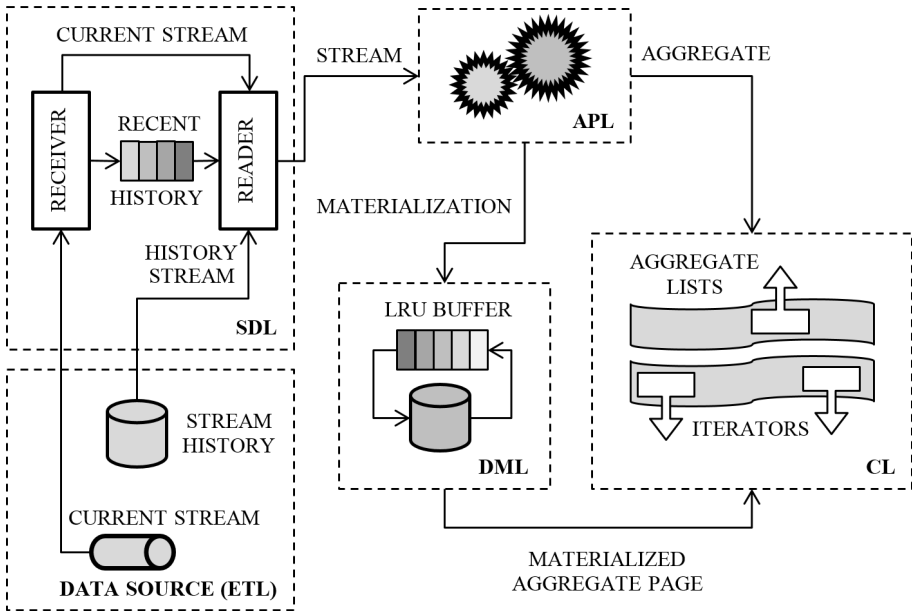 CURRENT STREAM
RECEIVER
RECENT
HISTORY
READER
HISTORY
STREAM
SDL
STREAM
APL
AGGREGATE
MATERIALIZATION
LRU BUFFER
DML
AGGREGATE
LISTS
ITERATORS
CL
STREAM
HISTORY
CURRENT STREAM
DATA SOURCE (ETL)
MATERIALIZED
AGGREGATE PAGE